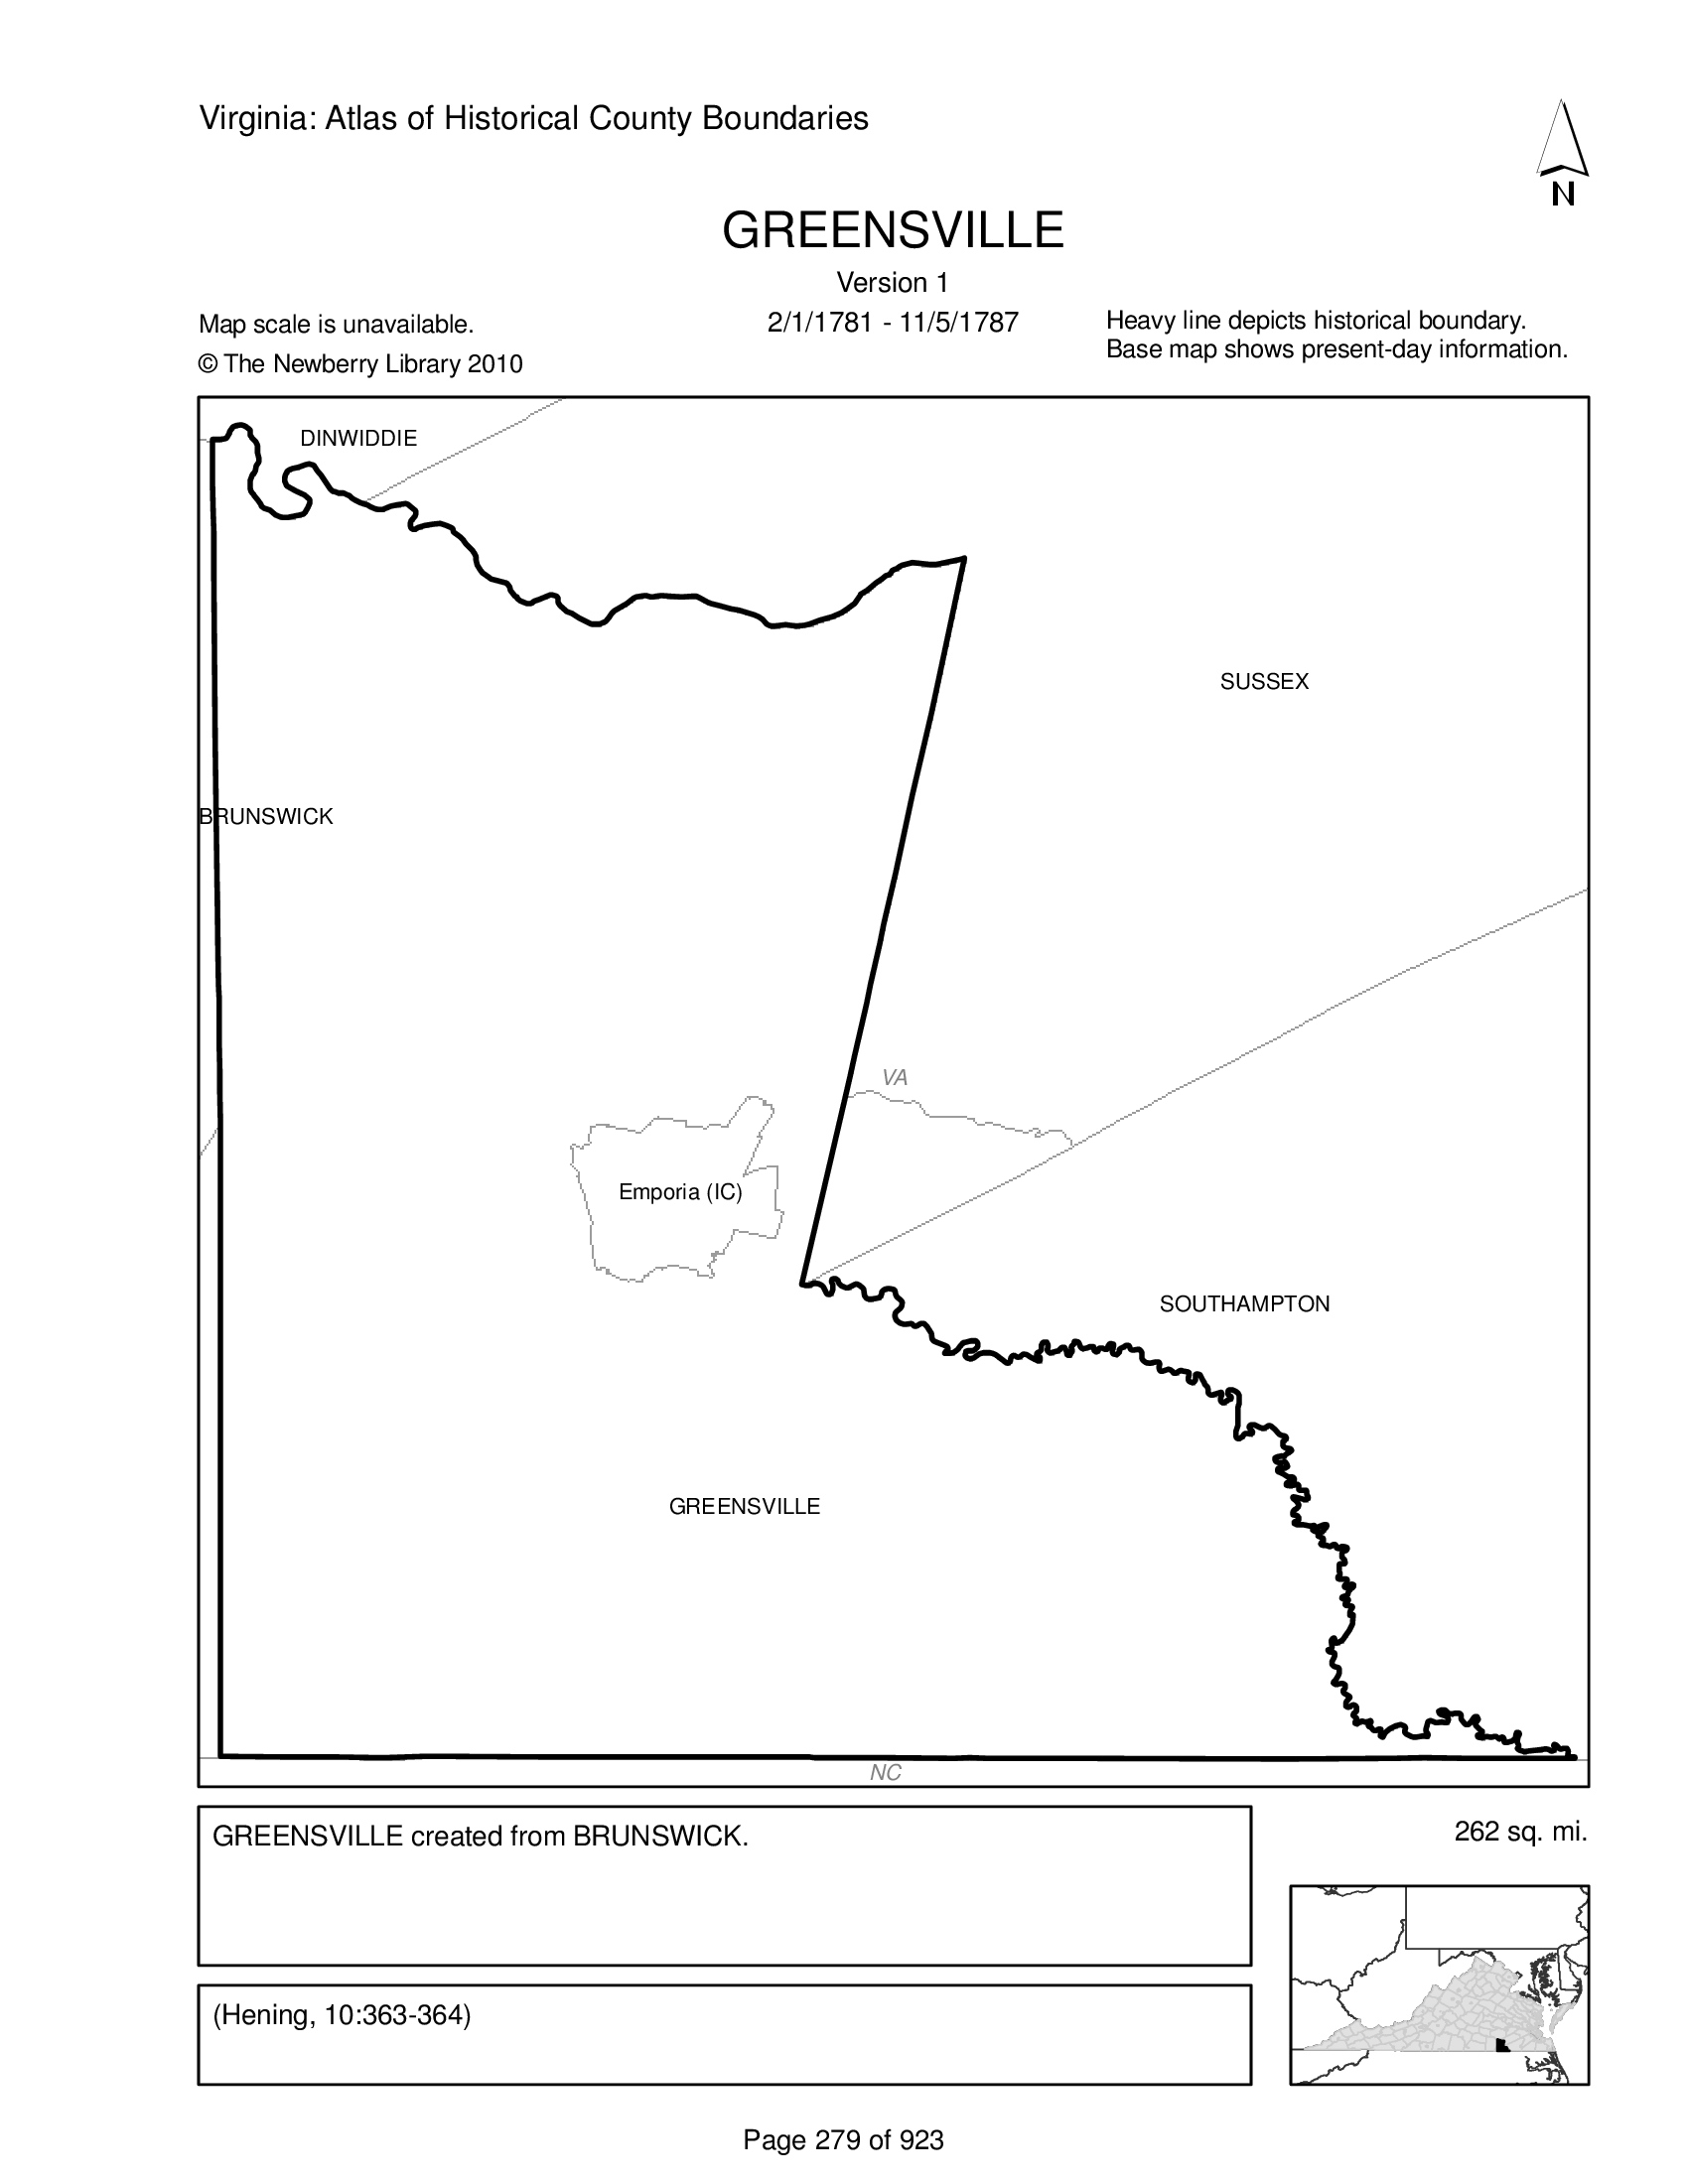 Virginia: Atlas of Historical County Boundaries
N
GREENSVILLE
Version 1
2/1/1781 - 11/5/1787
Map scale is unavailable.
© The Newberry Library 2010
Heavy line depicts historical boundary.
Base map shows present-day information.
DINWIDDIE
SUSSEX
BRUNSWICK
VA
Emporia (IC)
SOUTHAMPTON
GREENSVILLE
NC
GREENSVILLE created from BRUNSWICK.
262 sq. mi.
(Hening, 10:363-364)
Page 279 of 923